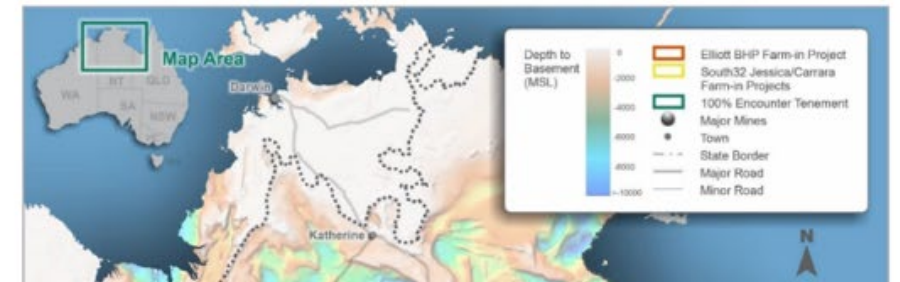 Map Area
WA
NT
QLD
SA
NSW
Darwin
Katherine
Depth to
Basement
(MSL)
0
-2000
-4000
-6000
-8000
>-10000
Elliott BHP Farm-in Project
South32 Jessica/Carrara
Farm-in Projects
100% Encounter Tenement
Major Mines
Town
State Border
Major Road
Minor Road
N